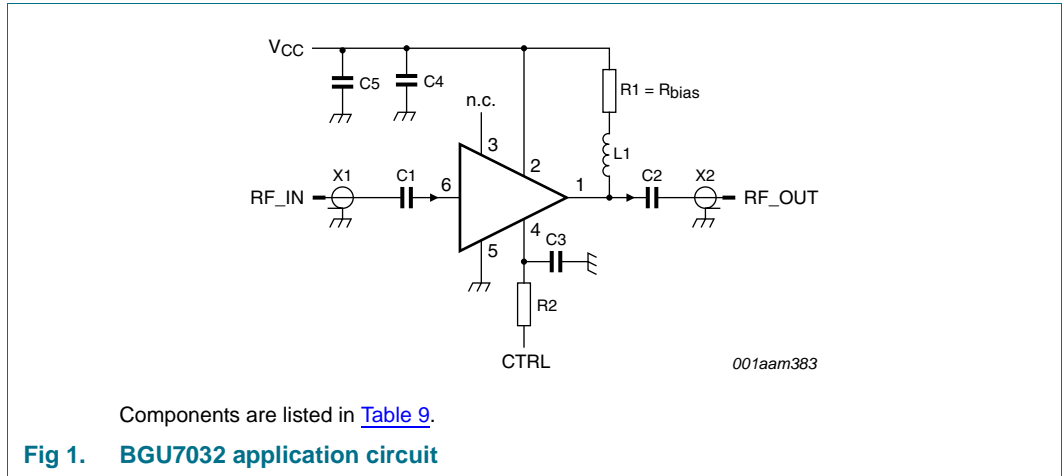 VCC
C5
C4
R1 = Rbias
n.c.
3
L1
2
X1
C1
C2
X2
RF_IN
6
1
RF_OUT
4
C3
5
R2
CTRL
001aam383
Components are listed in Table 9.
Fig 1. BGU7032 application circuit